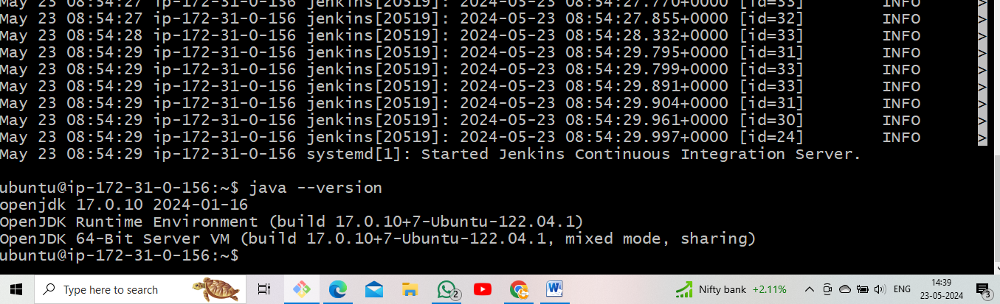 May 23 08:54:27 ip-172-31-0-156 jenkins[20519]: 2024-05-23 08:54:27.770+0000 [id=33] INFO >
May 23 08:54:27 ip-172-31-0-156 jenkins[20519]: 2024-05-23 08:54:27.855+0000 [id=32] INFO >
May 23 08:54:28 ip-172-31-0-156 jenkins[20519]: 2024-05-23 08:54:28.332+0000 [id=33] INFO >
May 23 08:54:29 ip-172-31-0-156 jenkins[20519]: 2024-05-23 08:54:29.795+0000 [id=31] INFO >
May 23 08:54:29 ip-172-31-0-156 jenkins[20519]: 2024-05-23 08:54:29.799+0000 [id=33] INFO >
May 23 08:54:29 ip-172-31-0-156 jenkins[20519]: 2024-05-23 08:54:29.891+0000 [id=33] INFO >
May 23 08:54:29 ip-172-31-0-156 jenkins[20519]: 2024-05-23 08:54:29.904+0000 [id=31] INFO >
May 23 08:54:29 ip-172-31-0-156 jenkins[20519]: 2024-05-23 08:54:29.961+0000 [id=30] INFO >
May 23 08:54:29 ip-172-31-0-156 jenkins[20519]: 2024-05-23 08:54:29.997+0000 [id=24] INFO >
May 23 08:54:29 ip-172-31-0-156 systemd[1]: Started Jenkins Continuous Integration Server.
ubuntu@ip-172-31-0-156:~$ java --version
openjdk 17.0.10 2024-01-16
OpenJDK Runtime Environment (build 17.0.10+7-Ubuntu-122.04.1)
OpenJDK 64-Bit Server VM (build 17.0.10+7-Ubuntu-122.04.1, mixed mode, sharing)
ubuntu@ip-172-31-0-156:~$
Type here to search
2
W
Nifty bank +2.11%
ENG
14:39
23-05-2024
3